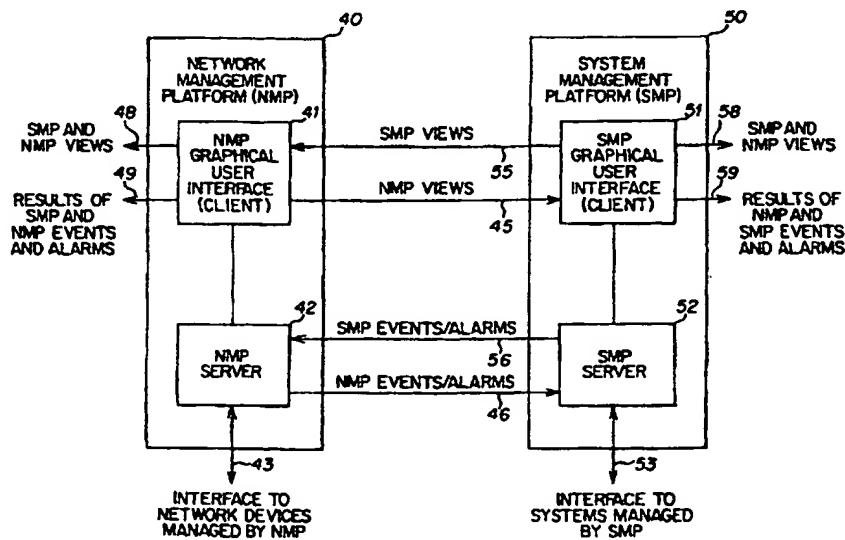 40
50
NETWORK
MANAGEMENT
PLATFORM (NMP)
SYSTEM
MANAGEMENT
PLATFORM (SMP)
48
41
51
58
SMP AND
NMP VIEWS
NMP
GRAPHICAL
USER
INTERFACE
(CLIENT)
SMP VIEWS
55
SMP
GRAPHICAL
USER
INTERFACE
(CLIENT)
SMP AND
NMP VIEWS
49
59
RESULTS OF
SMP AND
NMP EVENTS
AND ALARMS
NMP VIEWS
45
RESULTS OF
NMP AND
SMP EVENTS
AND ALARMS
42
52
NMP
SERVER
SMP EVENTS/ALARMS
56
NMP EVENTS/ALARMS
46
SMP
SERVER
43
53
INTERFACE TO
NETWORK DEVICES
MANAGED BY NMP
INTERFACE TO
SYSTEMS MANAGED
BY SMP